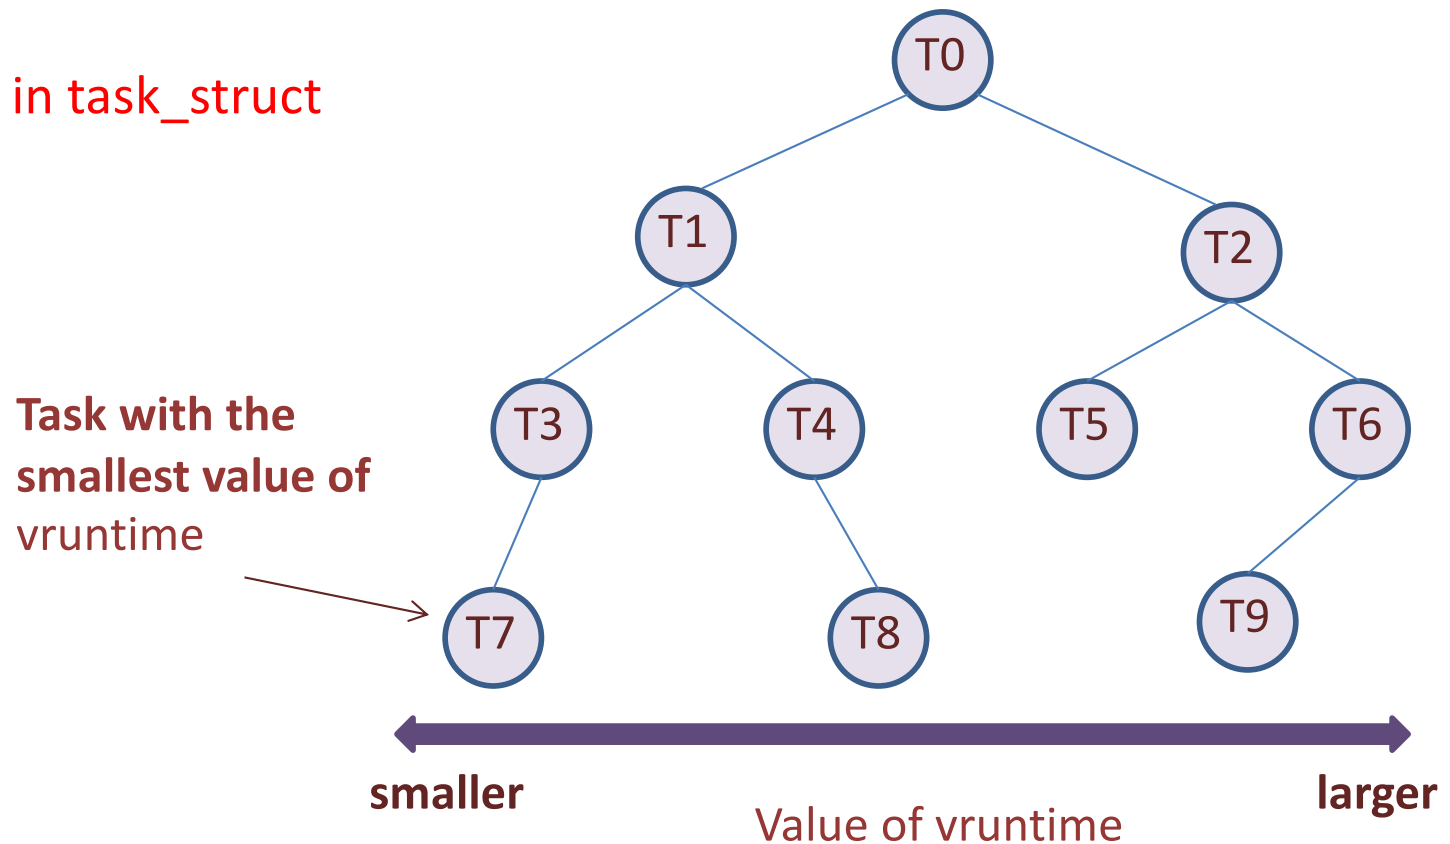 T0
in task_struct
T1
T2
Task with the
smallest value of
vruntime
T3
T4
T5
T6
T7
T8
T9
smaller
larger
Value of vruntime